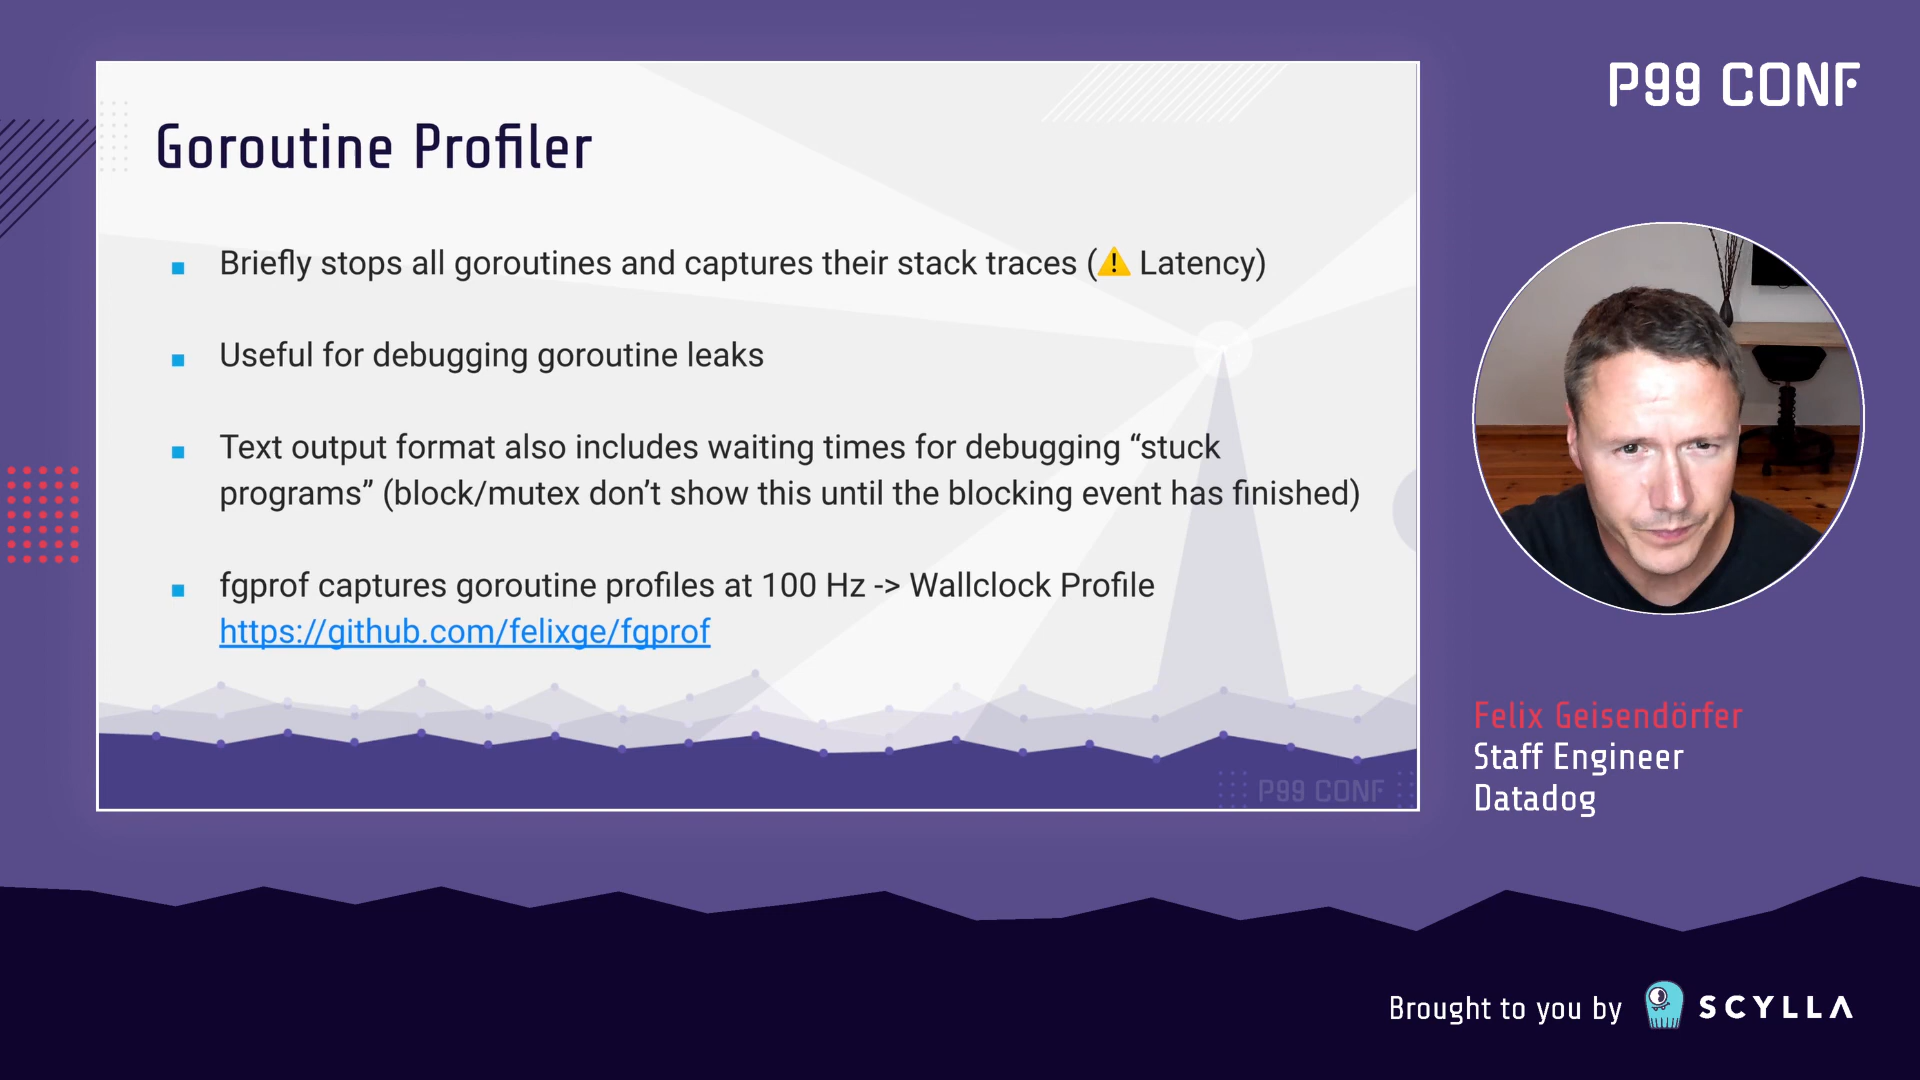 P99 CONF
Goroutine Profiler
Briefly stops all goroutines and captures their stack traces (⚠️ Latency)
Useful for debugging goroutine leaks
Text output format also includes waiting times for debugging “stuck
programs” (block/mutex don’t show this until the blocking event has finished)
fgprof captures goroutine profiles at 100 Hz -> Wallclock Profile
https://github.com/felixge/fgprof
P99 CONF
Felix Geisendörfer
Staff Engineer
Datadog
Brought to you by SCYLLA